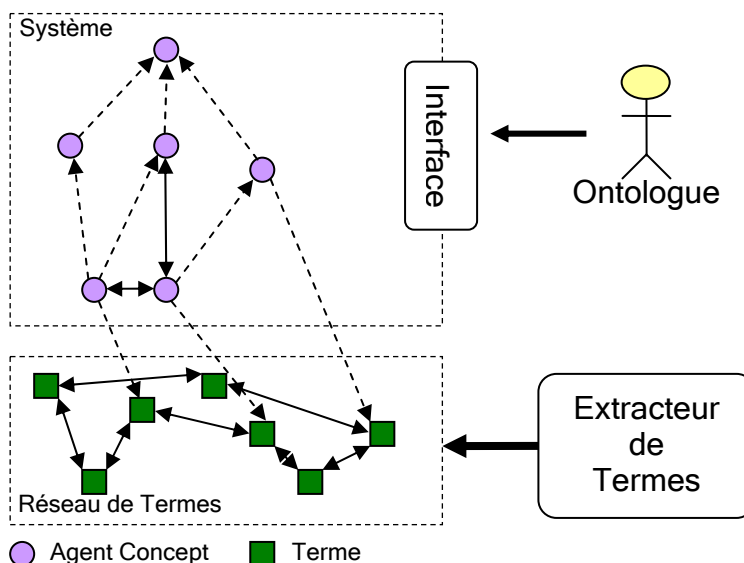 Système
Interface
Ontologue
Extracteur
de
Termes
Réseau de Termes
Agent Concept
Terme